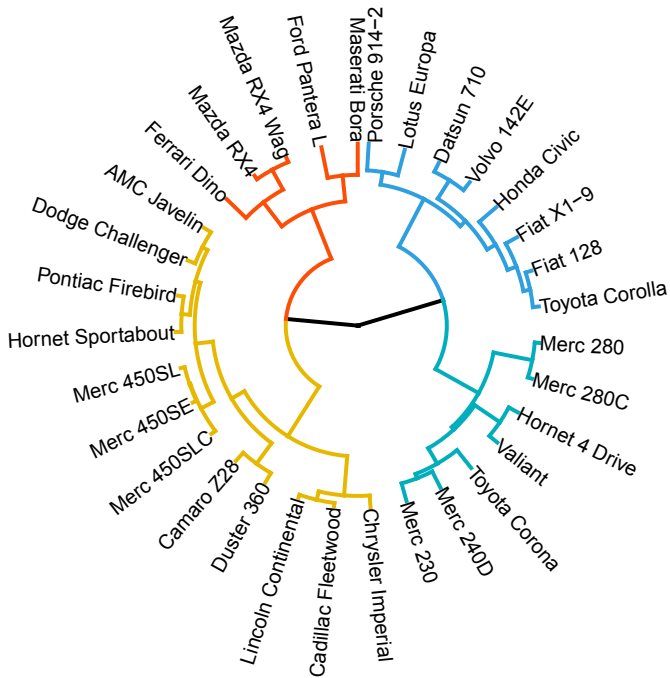 Porsche 914−2
Lotus Europa
Datsun 710
Volvo 142E
Honda Civic
Fiat X1−9
Fiat 128
Toyota Corolla
Merc 280
Merc 280C
Hornet 4 Drive
Valiant
Toyota Corona
Merc 240D
Merc 230
Chrysler Imperial
Cadillac Fleetwood
Lincoln Continental
Duster 360
Camaro Z28
Merc 450SLC
Merc 450SE
Merc 450SL
Hornet Sportabout
Pontiac Firebird
Dodge Challenger
AMC Javelin
Ferrari Dino
Mazda RX4
Mazda RX4 Wag
Ford Pantera L
Maserati Bora